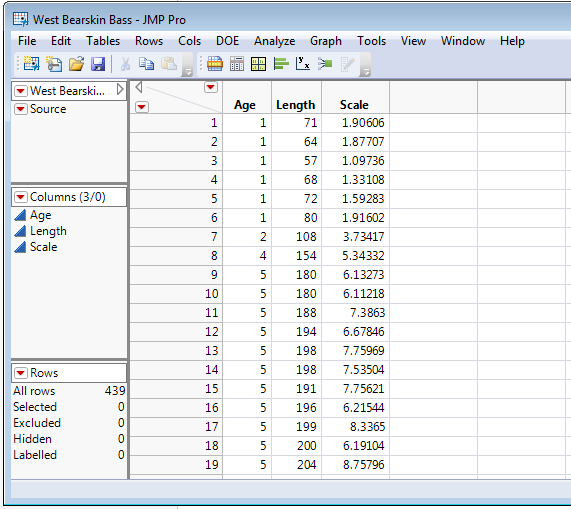 West Bearskin Bass - JMP Pro
File Edit Tables Rows Cols DOE Analyze Graph Tools View Window Help
West Bearski...
Source
Columns (3/0)
Age
Length
Scale
Rows
All rows 439
Selected 0
Excluded 0
Hidden 0
Labelled 0
Age Length Scale
1 1 71 1.90606
2 1 64 1.87707
3 1 57 1.09736
4 1 68 1.33108
5 1 72 1.59283
6 1 80 1.91602
7 2 108 3.73417
8 4 154 5.34332
9 5 180 6.13273
10 5 180 6.11218
11 5 188 7.3863
12 5 194 6.67846
13 5 198 7.75969
14 5 198 7.53504
15 5 191 7.75621
16 5 196 6.21544
17 5 199 8.3365
18 5 200 6.19104
19 5 204 8.75796